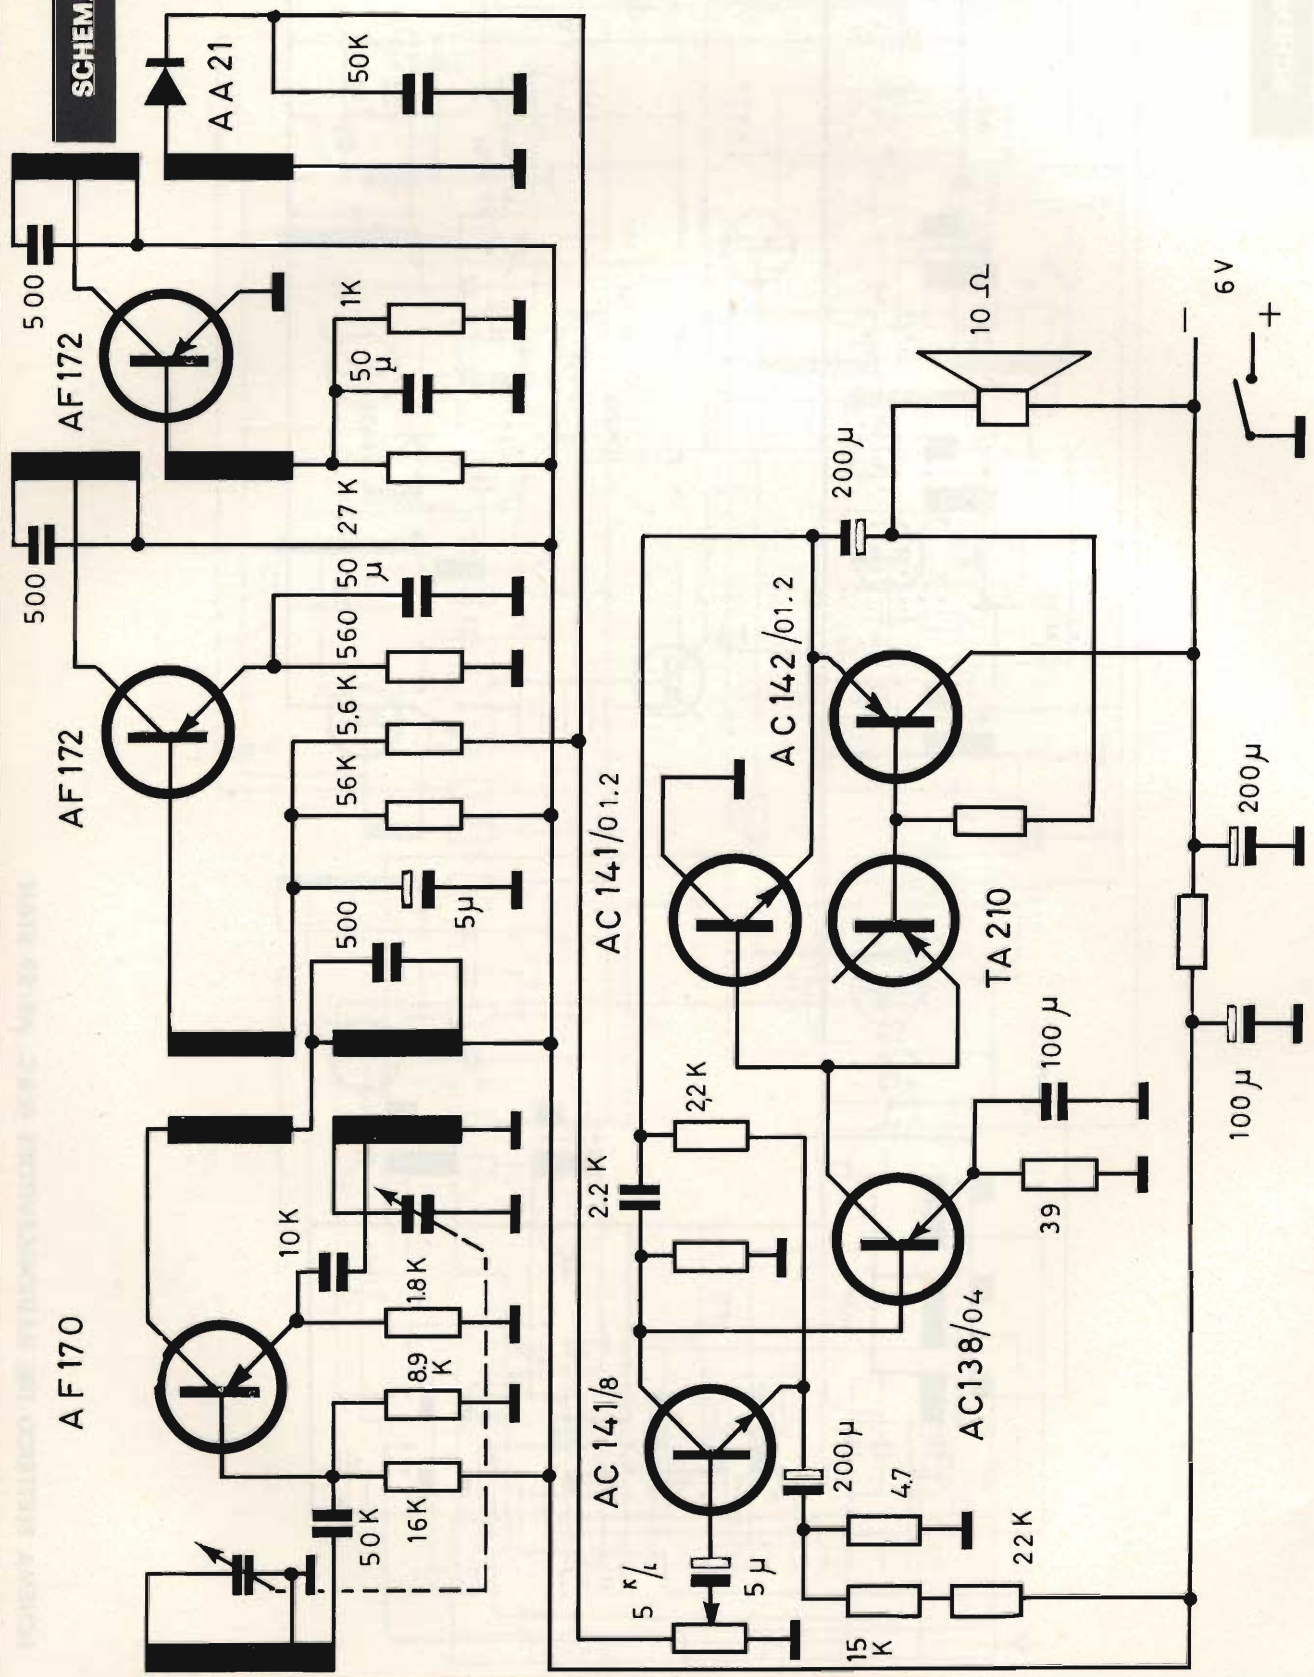 SCHEM
AF170
AF172
AF172
AA21
500
500
50K
10K
500
50K
16K
8.9
K
1.8K
5µ
56K
5,6K
560
50
µ
27K
50
µ
1K
AC141/8
2.2 K
2,2K
AC141/01.2
AC142/01.2
200µ
10 Ω
5 K/L
5µ
200µ
4.7
15
K
22K
AC138/04
39
100µ
TA210
100µ
200µ
–
6V
+